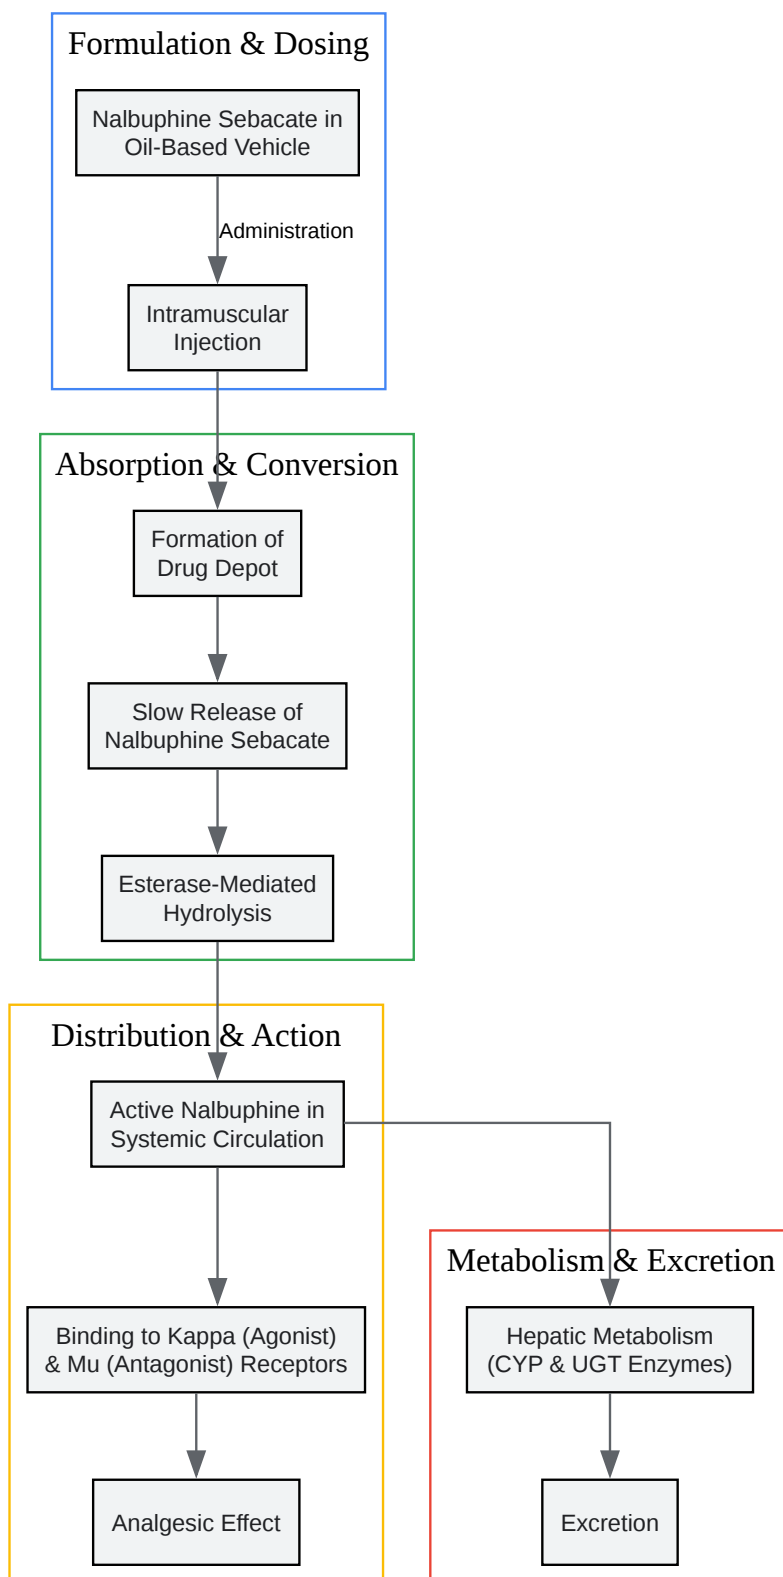 Formulation & Dosing
Nalbuphine Sebacate in
Oil-Based Vehicle
Administration
Intramuscular
Injection
Absorption & Conversion
Formation of
Drug Depot
Slow Release of
Nalbuphine Sebacate
Esterase-Mediated
Hydrolysis
Distribution & Action
Active Nalbuphine in
Systemic Circulation
Binding to Kappa (Agonist)
& Mu (Antagonist) Receptors
Analgesic Effect
Metabolism & Excretion
Hepatic Metabolism
(CYP & UGT Enzymes)
Excretion